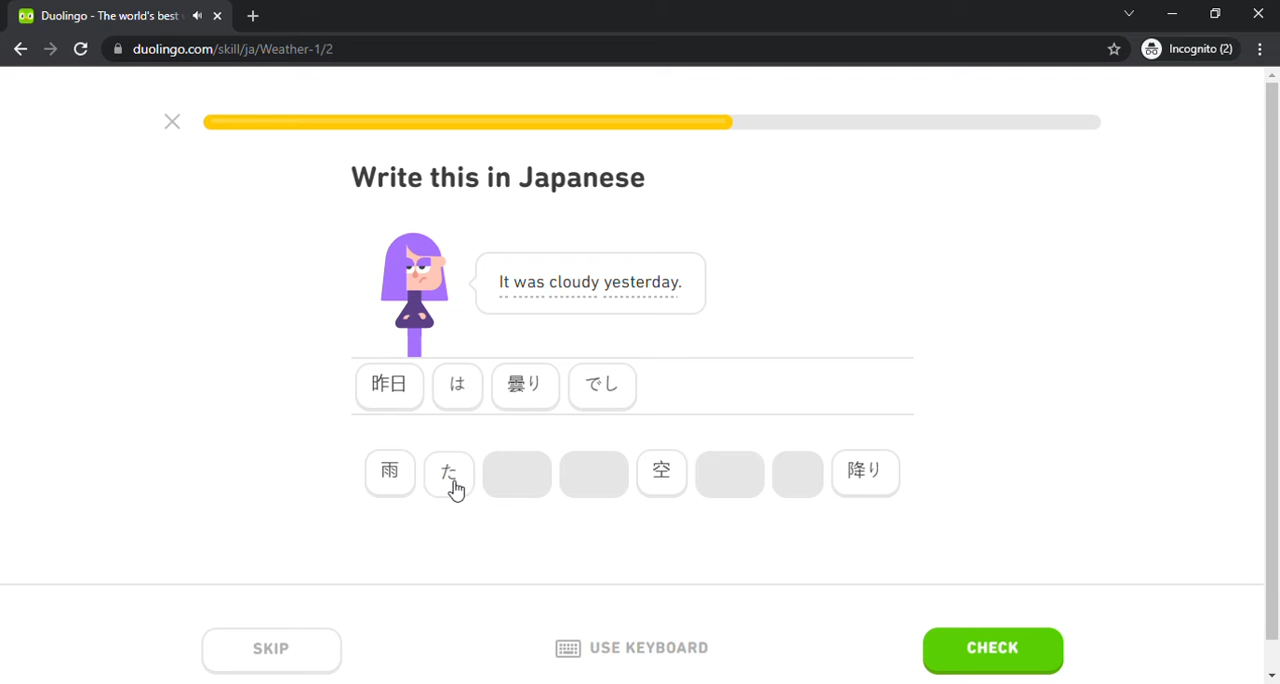 Duolingo - The world's best
duolingo.com/skill/ja/Weather-1/2
Incognito (2)
Write this in Japanese
It was cloudy yesterday.
昨日 は 曇り でし
雨 た 空 降り
SKIP
USE KEYBOARD
CHECK